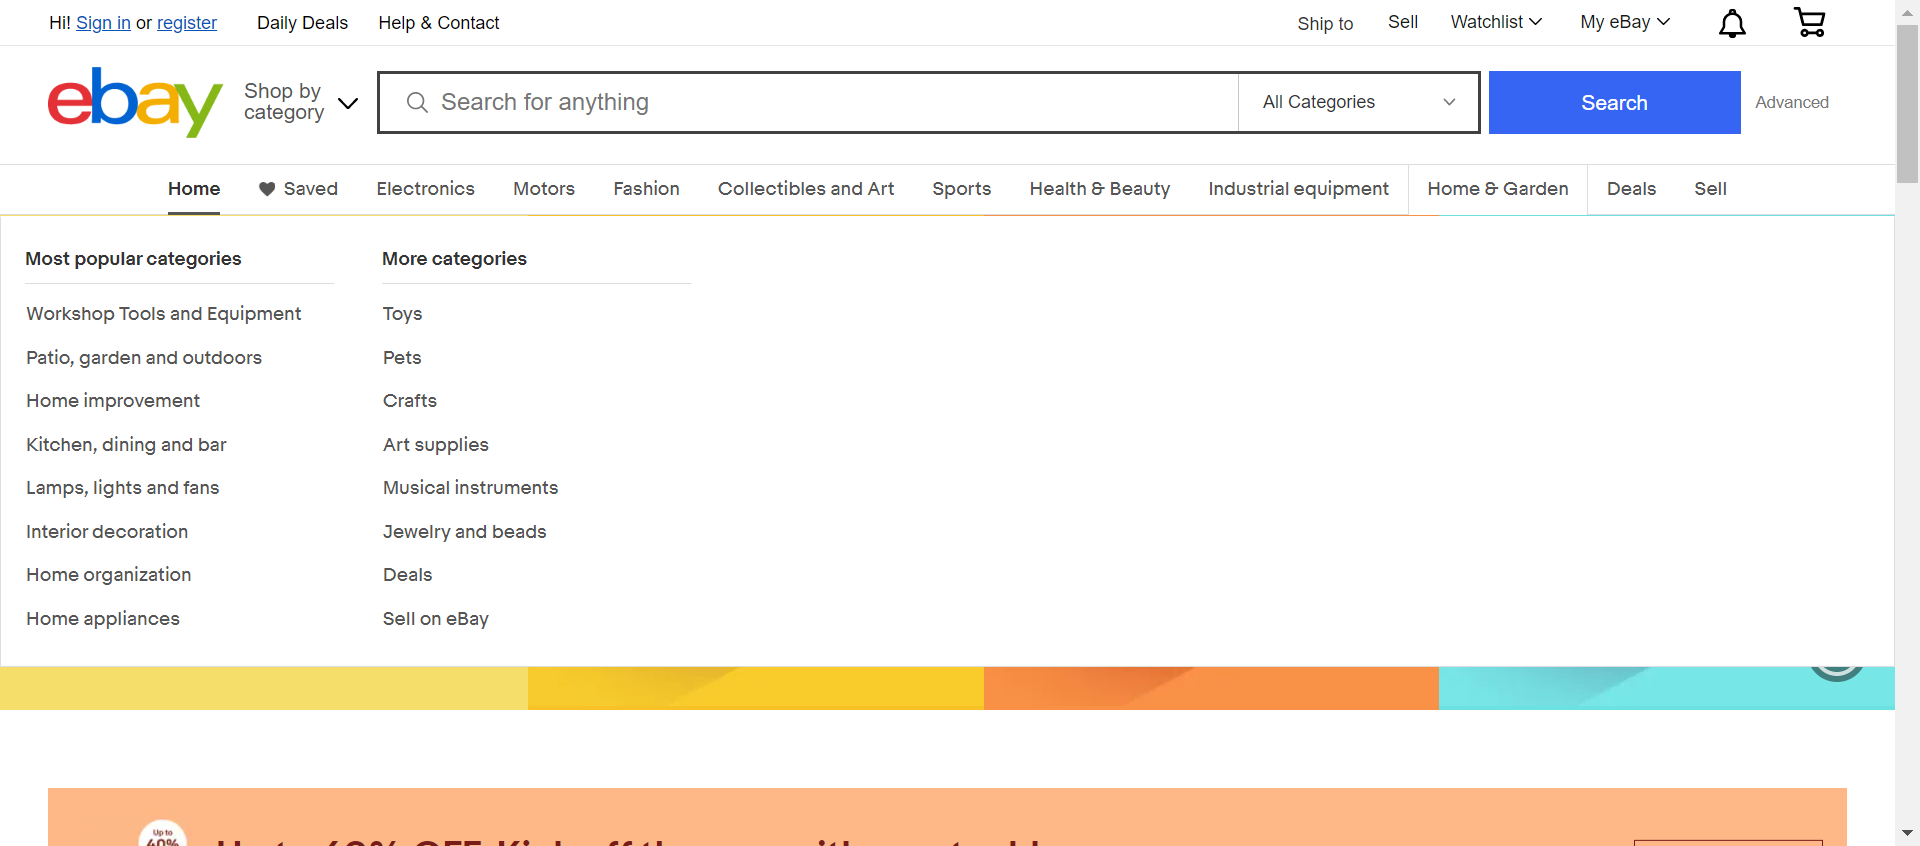 Hi! Sign in or register Daily Deals Help & Contact Ship to Sell Watchlist My eBay
ebay
Shop by
category
Search for anything
All Categories
Search
Advanced
Home Saved Electronics Motors Fashion Collectibles and Art Sports Health & Beauty Industrial equipment Home & Garden Deals Sell
Most popular categories
Workshop Tools and Equipment
Patio, garden and outdoors
Home improvement
Kitchen, dining and bar
Lamps, lights and fans
Interior decoration
Home organization
Home appliances
More categories
Toys
Pets
Crafts
Art supplies
Musical instruments
Jewelry and beads
Deals
Sell on eBay
Up to
40%